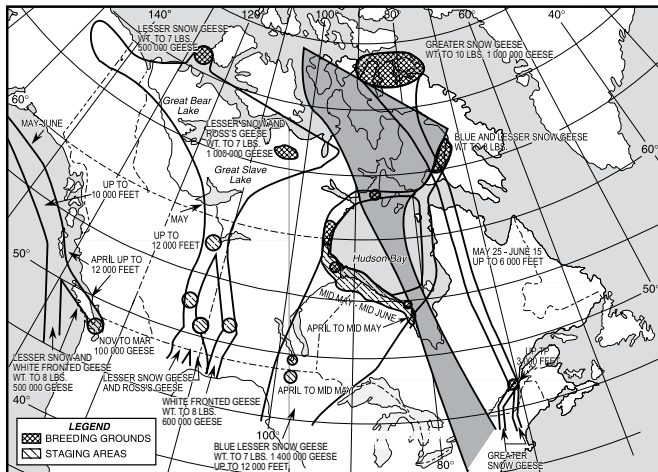 140°
120°
100°
80°
60°
40°
LESSER SNOW GEESE
WT. TO 7 LBS.
500 000 GEESE
GREATER SNOW GEESE
WT. TO 10 LBS. 1 000 000 GEESE
60°
MAY-JUNE
Great Bear
Lake
LESSER SNOW AND
ROSS'S GEESE
WT. TO 7 LBS.
1 000 000 GEESE
BLUE AND LESSER SNOW GEESE
WT. TO 8 LBS.
60°
Great Slave
Lake
UP TO
10 000 FEET
MAY
UP TO
12 000 FEET
50°
APRIL UP TO
12 000 FEET
Hudson Bay
MAY 25 - JUNE 15
UP TO 6 000 FEET
50°
MID MAY - MID JUNE
APRIL TO MID MAY
NOV TO MAR
100 000 GEESE
UP TO
3 000 FEET
LESSER SNOW AND
WHITE FRONTED GEESE
WT. TO 8 LBS.
500 000 GEESE
LESSER SNOW GEESE
AND ROSS'S GEESE
APRIL TO MID MAY
40°
WHITE FRONTED GEESE
WT. TO 8 LBS.
600 000 GEESE
LEGEND
BREEDING GROUNDS
STAGING AREAS
100°
BLUE LESSER SNOW GEESE
WT. TO 7 LBS. 1 400 000 GEESE
UP TO 12 000 FEET
80°
GREATER
SNOW GEESE